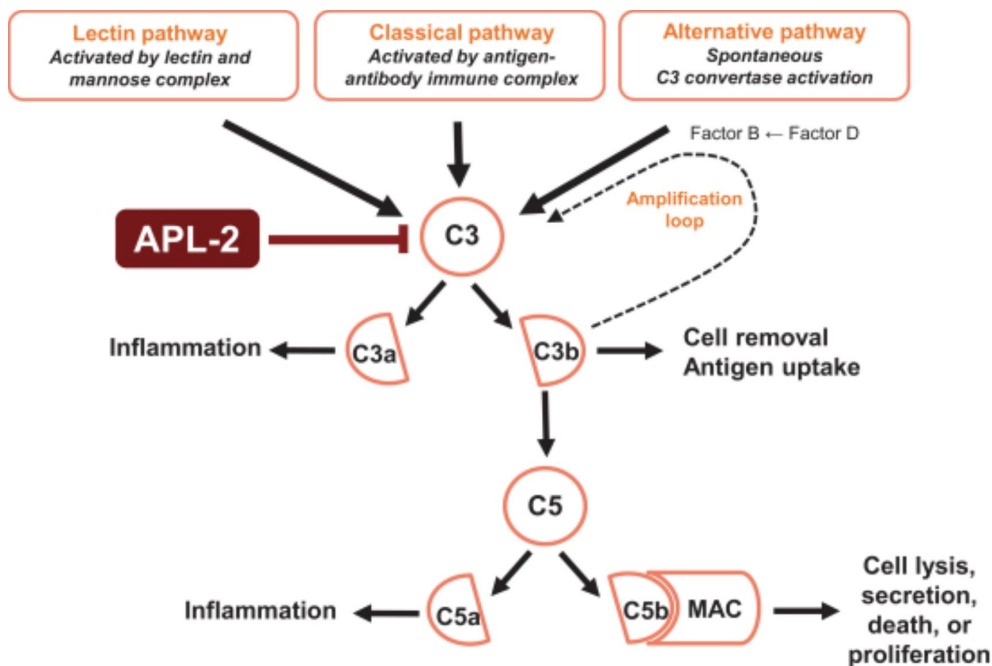 Lectin pathway
Activated by lectin and
mannose complex
Classical pathway
Activated by antigen-
antibody immune complex
Alternative pathway
Spontaneous
C3 convertase activation
Factor B ← Factor D
Amplification
loop
APL-2
C3
Inflammation
C3a
C3b
Cell removal
Antigen uptake
C5
Inflammation
C5a
C5b
MAC
Cell lysis,
secretion,
death, or
proliferation